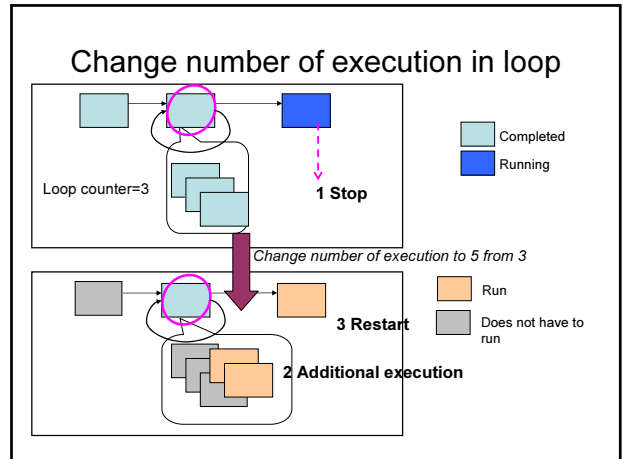 Change number of execution in loop
Completed
Running
Loop counter=3
1 Stop
Change number of execution to 5 from 3
Run
3 Restart
Does not have to
run
2 Additional execution